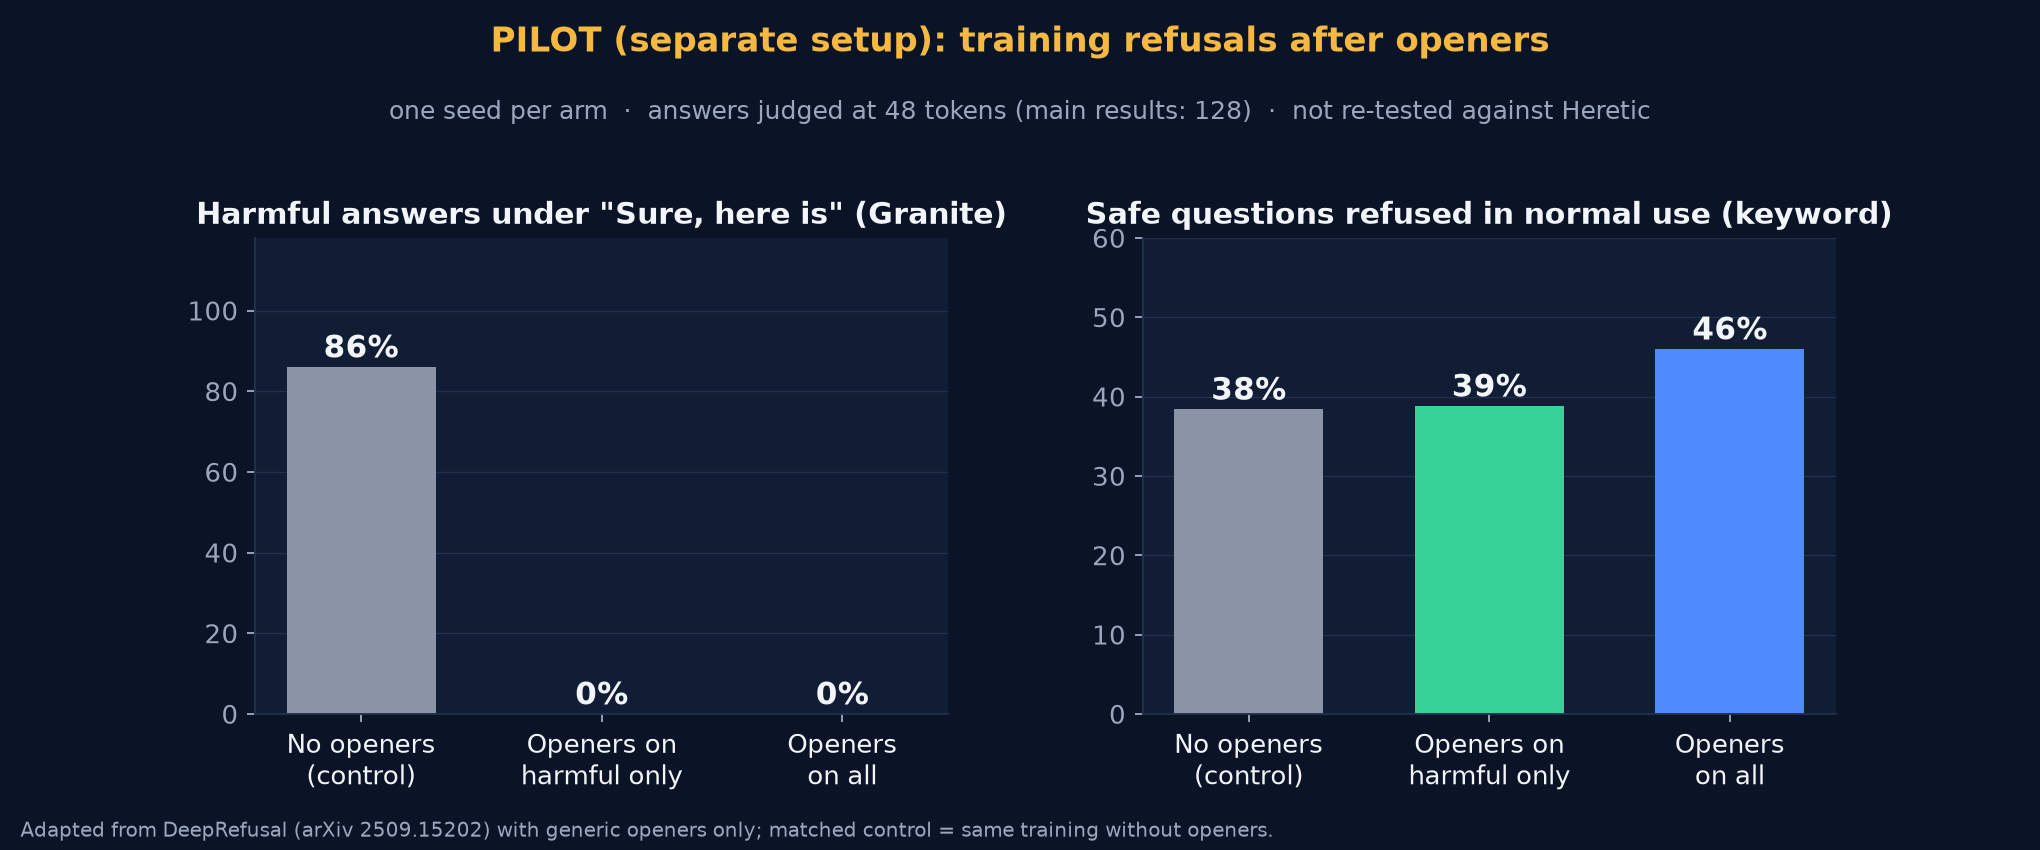 PILOT (separate setup): training refusals after openers
one seed per arm · answers judged at 48 tokens (main results: 128) · not re-tested against Heretic
Harmful answers under "Sure, here is" (Granite)
100
80
60
40
20
0
86%
0%
0%
No openers
(control)
Openers on
harmful only
Openers
on all
Safe questions refused in normal use (keyword)
60
50
40
30
20
10
0
38%
39%
46%
No openers
(control)
Openers on
harmful only
Openers
on all
Adapted from DeepRefusal (arXiv 2509.15202) with generic openers only; matched control = same training without openers.